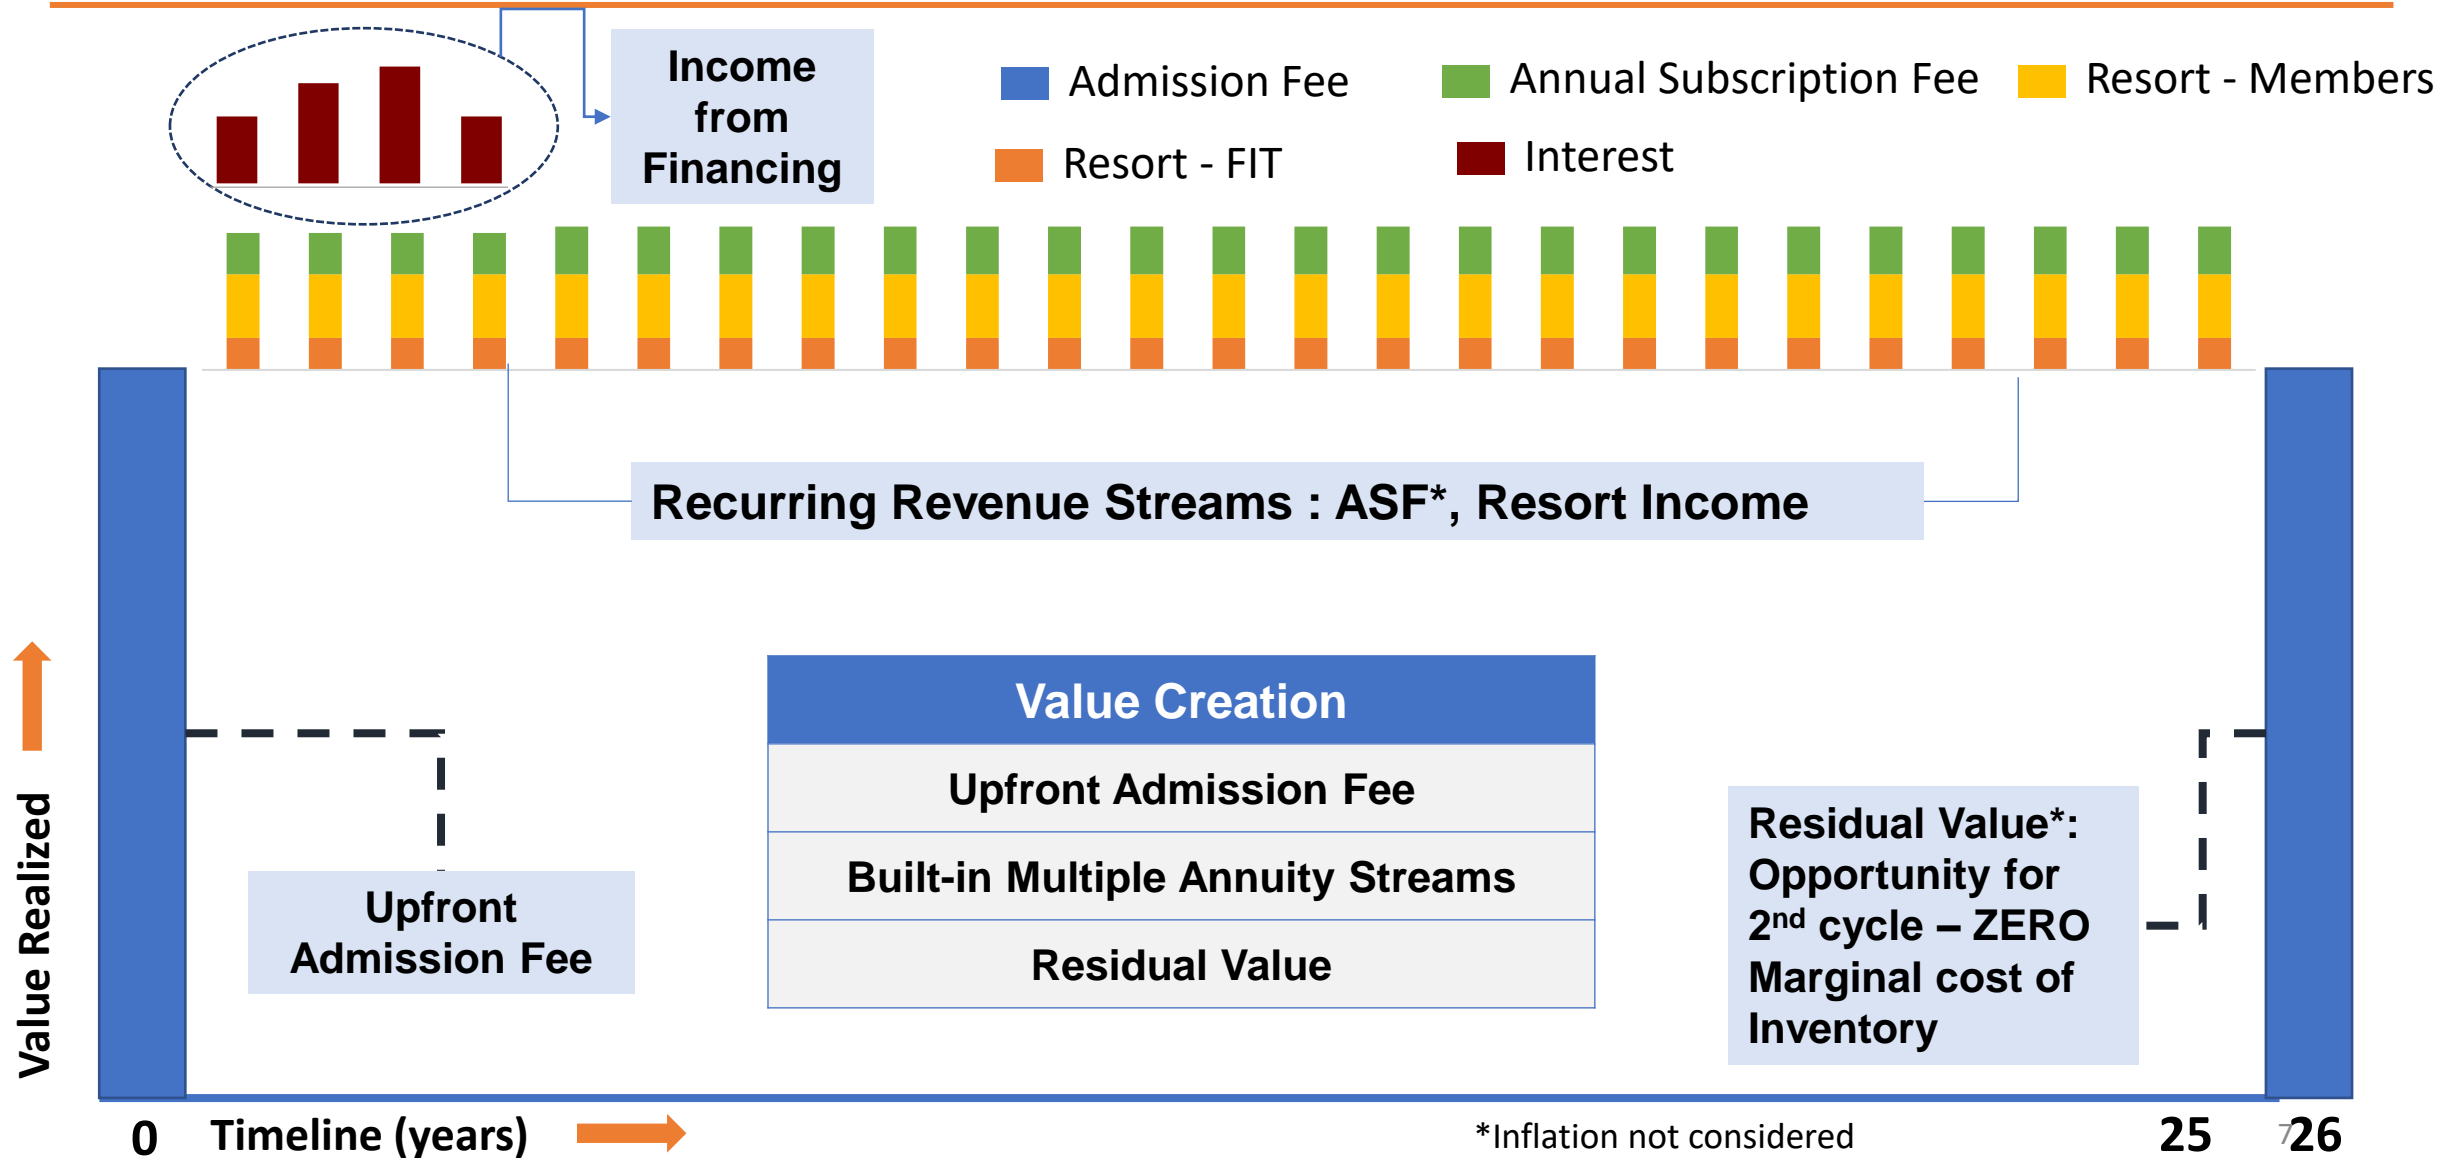 Income
from
Financing
Admission Fee
Annual Subscription Fee
Resort - Members
Resort - FIT
Interest
Recurring Revenue Streams : ASF*, Resort Income
Value Realized
Value Creation
Upfront Admission Fee
Built-in Multiple Annuity Streams
Residual Value
Upfront
Admission Fee
Residual Value*:
Opportunity for
2nd cycle – ZERO
Marginal cost of
Inventory
0
Timeline (years)
*Inflation not considered
25
7
26